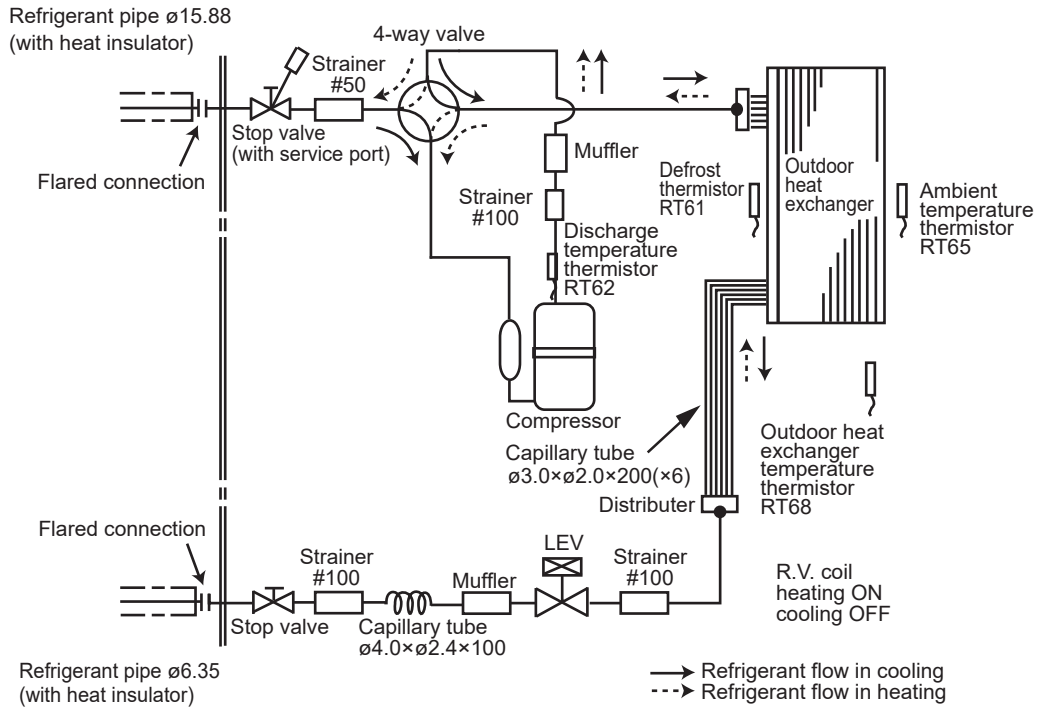 Refrigerant pipe ø15.88
(with heat insulator)
4-way valve
Strainer
#50
Stop valve
(with service port)
Flared connection
Muffler
Strainer
#100
Discharge
temperature
thermistor
RT62
Defrost
thermistor
RT61
Outdoor
heat
exchanger
Ambient
temperature
thermistor
RT65
Compressor
Capillary tube
ø3.0×ø2.0×200(×6)
Distributer
Outdoor heat
exchanger
temperature
thermistor
RT68
Flared connection
Strainer
#100
Muffler
LEV
Strainer
#100
Stop valve
Capillary tube
ø4.0×ø2.4×100
R.V. coil
heating ON
cooling OFF
Refrigerant pipe ø6.35
(with heat insulator)
Refrigerant flow in cooling
Refrigerant flow in heating